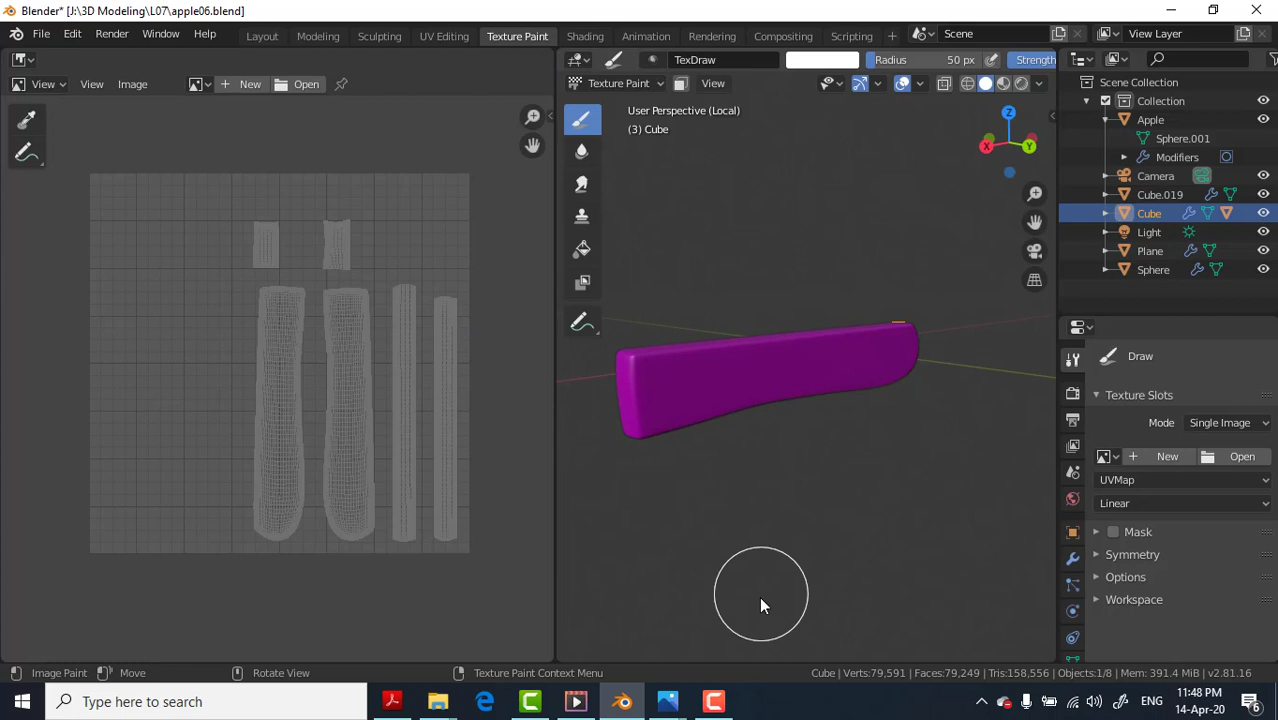 Blender* [J:\3D Modeling\L07\apple06.blend]
File Edit Render Window Help Layout Modeling Sculpting UV Editing Texture Paint Shading Animation Rendering Compositing Scripting + Scene View Layer
TexDraw Radius 50 px Strength
View View Image + New Open Texture Paint View
User Perspective (Local)
(3) Cube
Z
X
Y
Scene Collection
Collection
Apple
Sphere.001
Modifiers
Camera
Cube.019
Cube
Light
Plane
Sphere
Draw
Texture Slots
Mode Single Image
+ New Open
UVMap
Linear
Mask
Symmetry
Options
Workspace
Image Paint Move Rotate View Texture Paint Context Menu Cube | Verts:79,591 | Faces:79,249 | Tris:158,556 | Objects:1/8 | Mem: 391.4 MiB | v2.81.16
Type here to search
ENG
11:48 PM
14-Apr-20
6